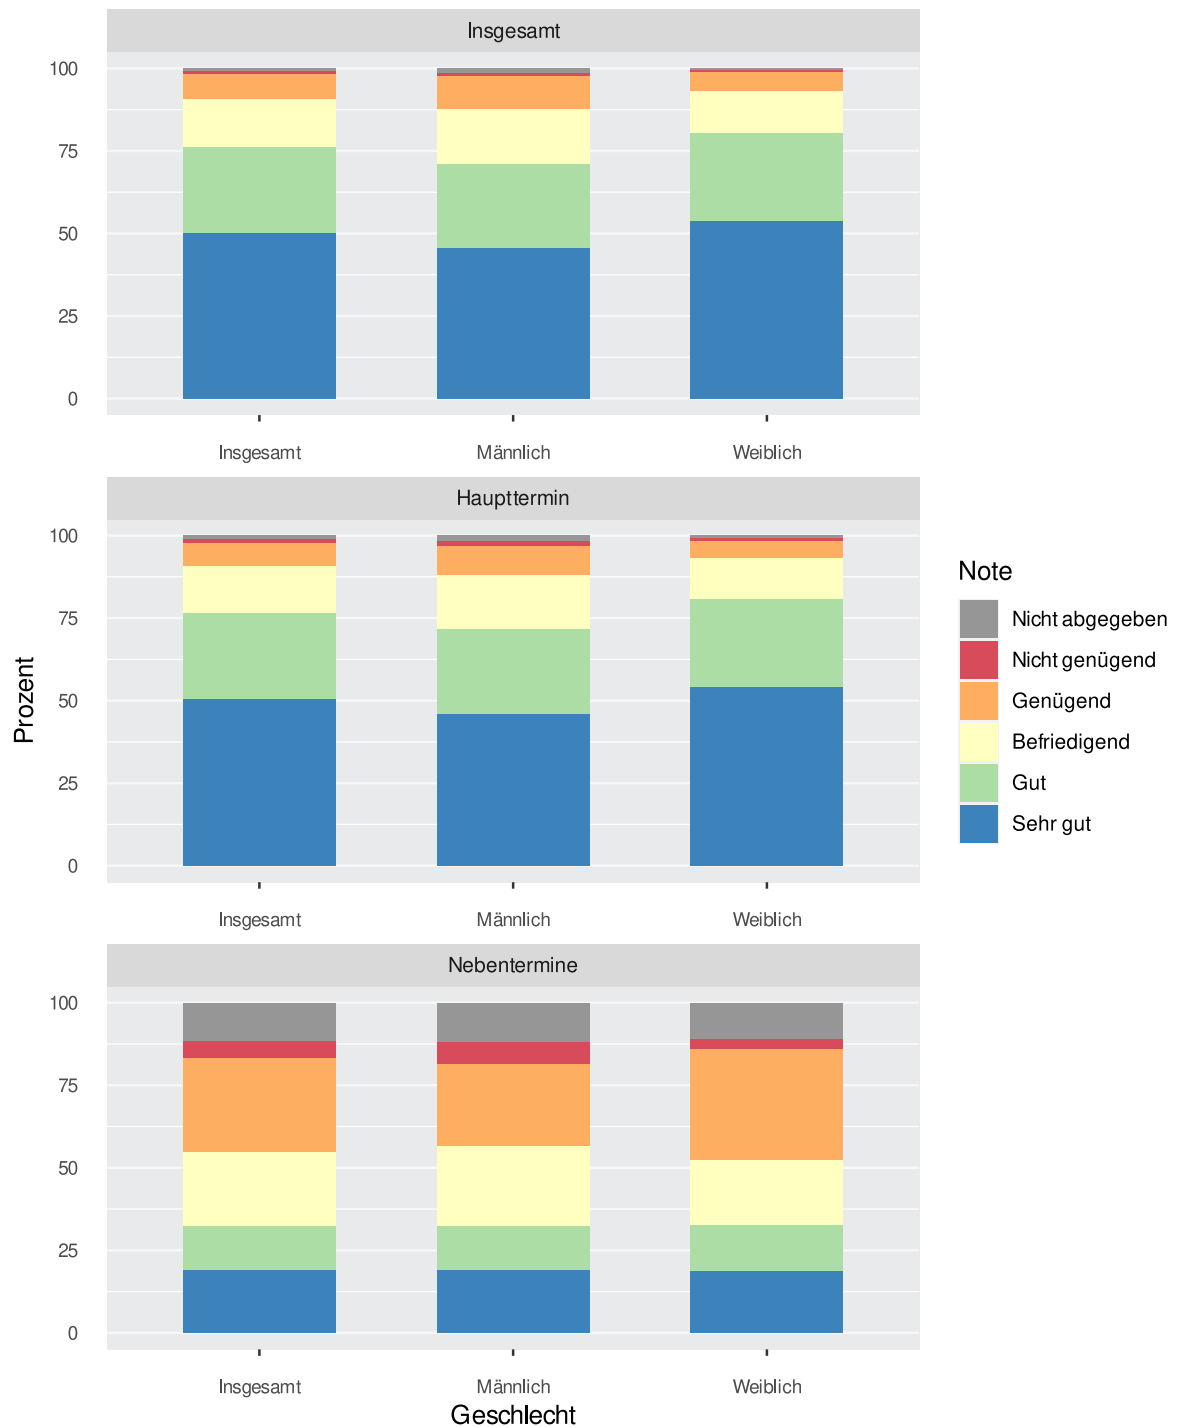 Insgesamt
100
75
50
25
0
Insgesamt Männlich Weiblich
Haupttermin
100
75
50
25
0
Insgesamt Männlich Weiblich
Nebentermine
100
75
50
25
0
Insgesamt Männlich Weiblich
Geschlecht
Prozent
Note
Nicht abgegeben
Nicht genügend
Genügend
Befriedigend
Gut
Sehr gut